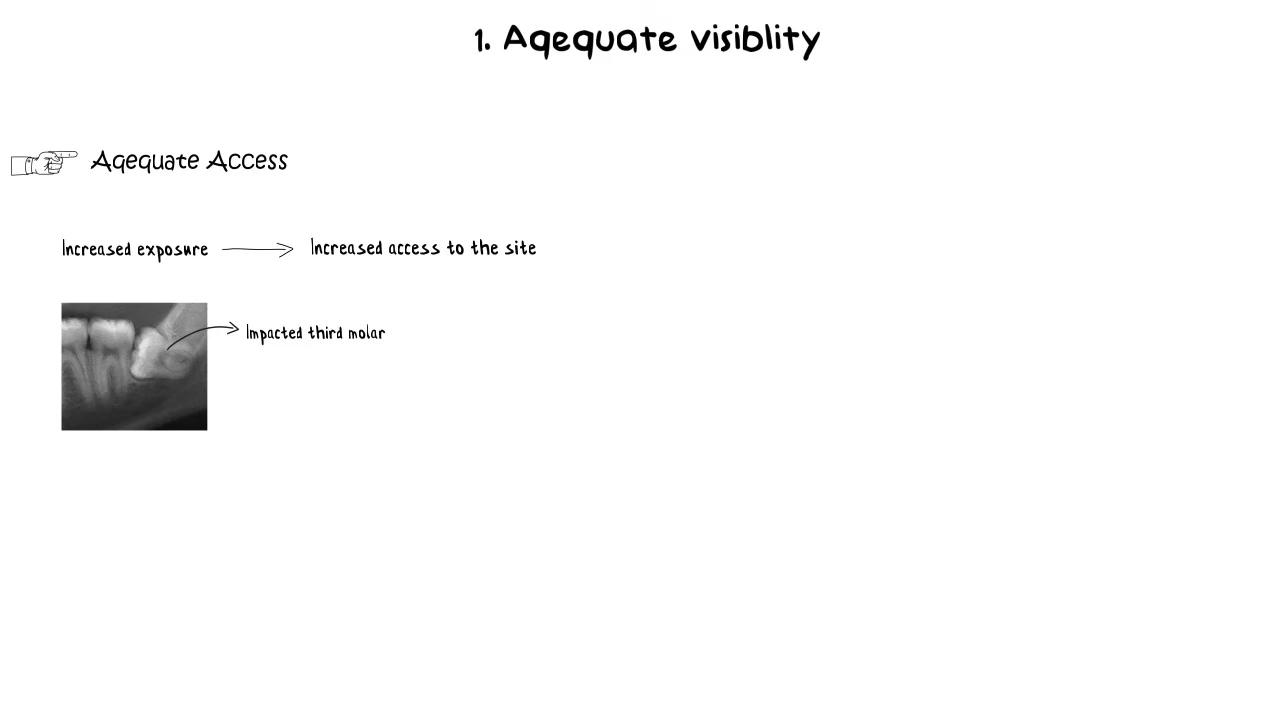 1. Aqequate visiblity
Aqequate Access
Increased exposure
Increased access to the site
Impacted third molar